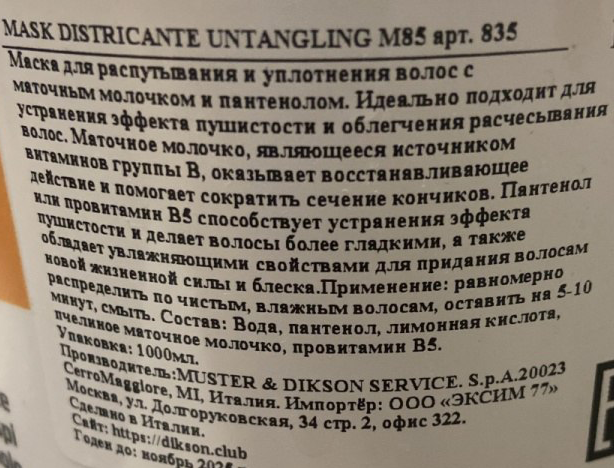 MASK DISTRICANTE UNTANGLING M85 арт. 835
Маска для распутывания и уплотнения волос с
маточным молочком и пантенолом. Идеально подходит для
устранения эффекта пушистости и облегчения расчесывания
волос. Маточное молочко, являющееся источником
витаминов группы В, оказывает восстанавливающее
действие и помогает сократить сечение кончиков. Пантенол
или провитамин В5 способствует устранения эффекта
пушистости и делает волосы более гладкими, а также
обладает увлажняющими свойствами для придания волосам
новой жизненной силы и блеска.Применение: равномерно
распределить по чистым, влажным волосам, оставить на 5-10
минут, смыть. Состав: Вода, пантенол, лимонная кислота,
пчелиное маточное молочко, провитамин В5.
Упаковка: 1000мл.
Производитель:MUSTER & DIKSON SERVICE. S.p.A.20023
CerroMaggiore, MI, Италия. Импортёр: ООО «ЭКСИМ 77»
Москва, ул. Долгоруковская, 34 стр. 2, офис 322.
Сделано в Италии.
Сайт: https://dikson.club
Годен до: ноябрь